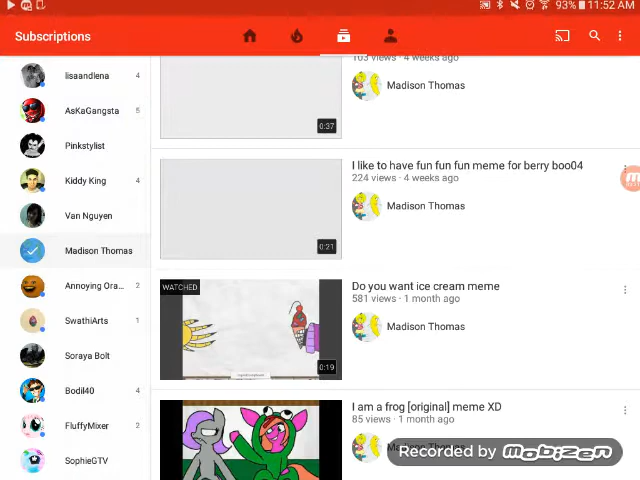 93% 11:52 AM
Subscriptions
lisaandlena 4
AsKaGangsta 5
Pinkstylist
Kiddy King 4
Van Nguyen
Madison Thomas
Annoying Ora...
SwathiArts 1
Soraya Bolt
Bodil40 4
FluffyMixer 2
SophieGTV
103 views · 4 weeks ago
Madison Thomas
0:37
I like to have fun fun fun meme for berry boo04
224 views · 4 weeks ago
Madison Thomas
0:21
WATCHED
Do you want ice cream meme
581 views · 1 month ago
Madison Thomas
0:19
I am a frog [original] meme XD
85 views · 1 month ago
Recorded by mobizen